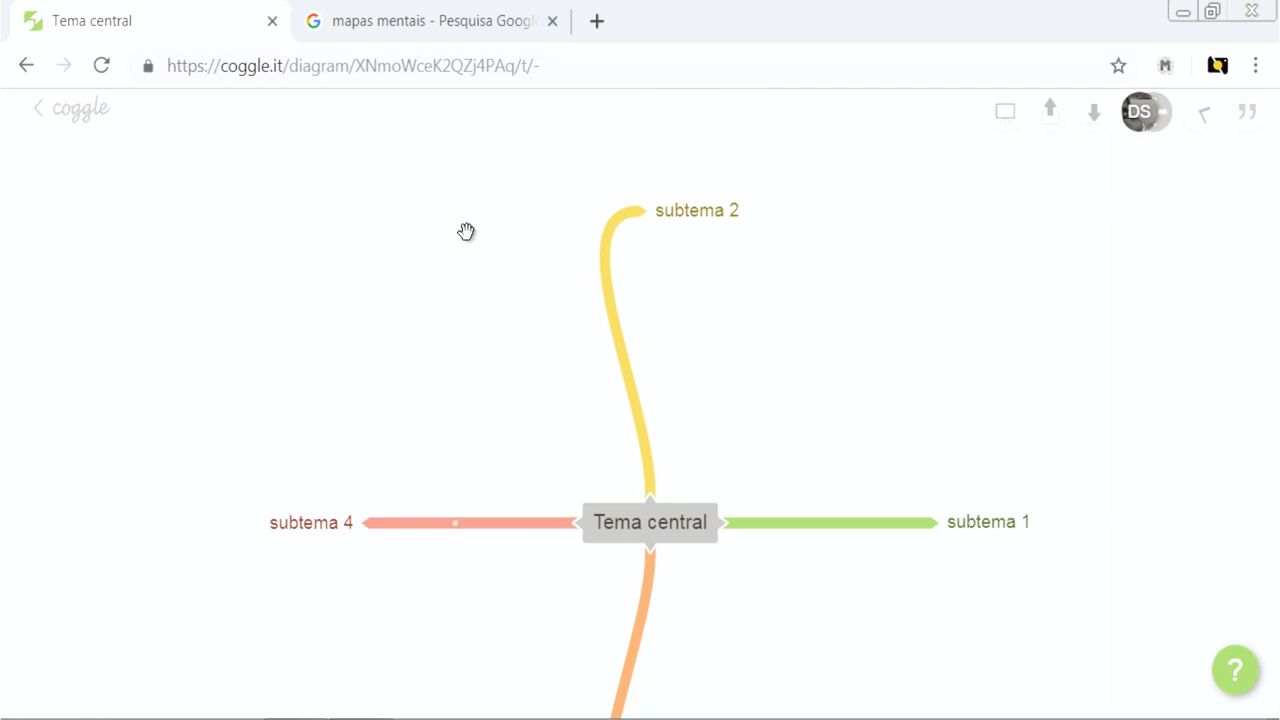 Tema central
mapas mentais - Pesquisa Google
https://coggle.it/diagram/XNmoWceK2QZj4PAq/t/-
coggle
DS
subtema 2
subtema 4
Tema central
subtema 1
?